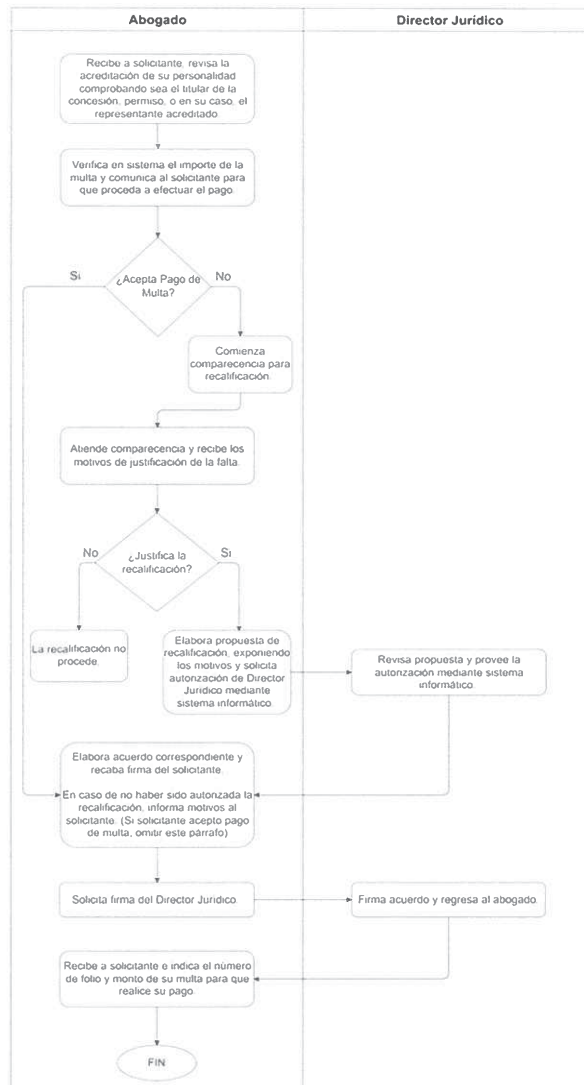 Abogado
Director Jurídico
Recibe a solicitante, revisa la
acreditación de su personalidad
comprobando sea el titular de la
concesión, permiso, o en su caso, el
representante acreditado.
Verifica en sistema el importe de la
multa y comunica al solicitante para
que proceda a efectuar el pago.
Si
¿Acepta Pago de
Multa?
No
Comienza
comparecencia para
recalificación.
Atiende comparecencia y recibe los
motivos de justificación de la falta.
No
¿Justifica la
recalificación?
Si
La recalificación no
procede.
Elabora propuesta de
recalificación, exponiendo
los motivos y solicita
autorización de Director
Jurídico mediante
sistema informático.
Revisa propuesta y provee la
autorización mediante sistema
informático.
Elabora acuerdo correspondiente y
recaba firma del solicitante.
En caso de no haber sido autorizada la
recalificación, informa motivos al
solicitante. (Si solicitante acepto pago
de multa, omitir este párrafo)
Solicita firma del Director Jurídico.
Firma acuerdo y regresa al abogado.
Recibe a solicitante e indica el número
de folio y monto de su multa para que
realice su pago.
FIN